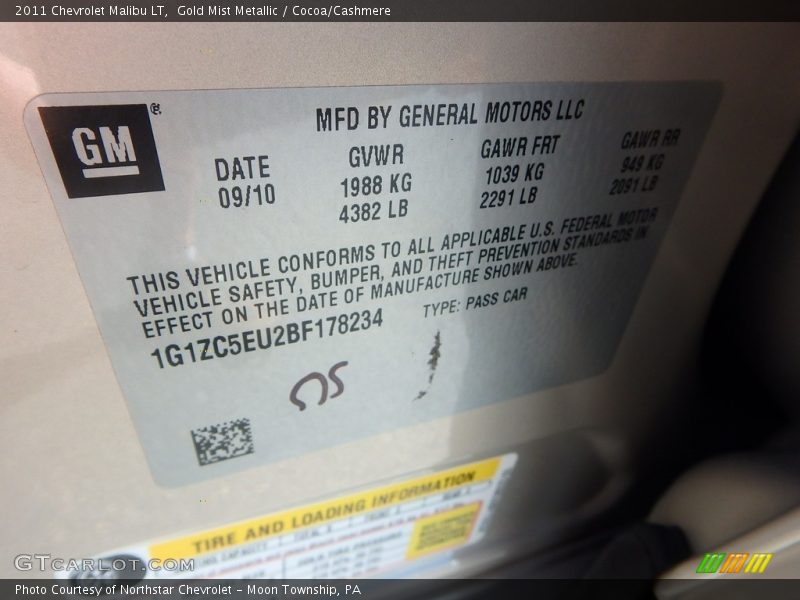 2011 Chevrolet Malibu LT,  Gold Mist Metallic / Cocoa/Cashmere
GM®
MFD BY GENERAL MOTORS LLC
DATE GVWR GAWR FRT GAWR RR
09/10 1988 KG 1039 KG 949 KG
4382 LB 2291 LB 2091 LB
THIS VEHICLE CONFORMS TO ALL APPLICABLE U.S. FEDERAL MOTOR
VEHICLE SAFETY, BUMPER, AND THEFT PREVENTION STANDARDS IN
EFFECT ON THE DATE OF MANUFACTURE SHOWN ABOVE.
1G1ZC5EU2BF178234 TYPE: PASS CAR
TIRE AND LOADING INFORMATION
GTCarLot.com
Photo Courtesy of Northstar Chevrolet – Moon Township, PA